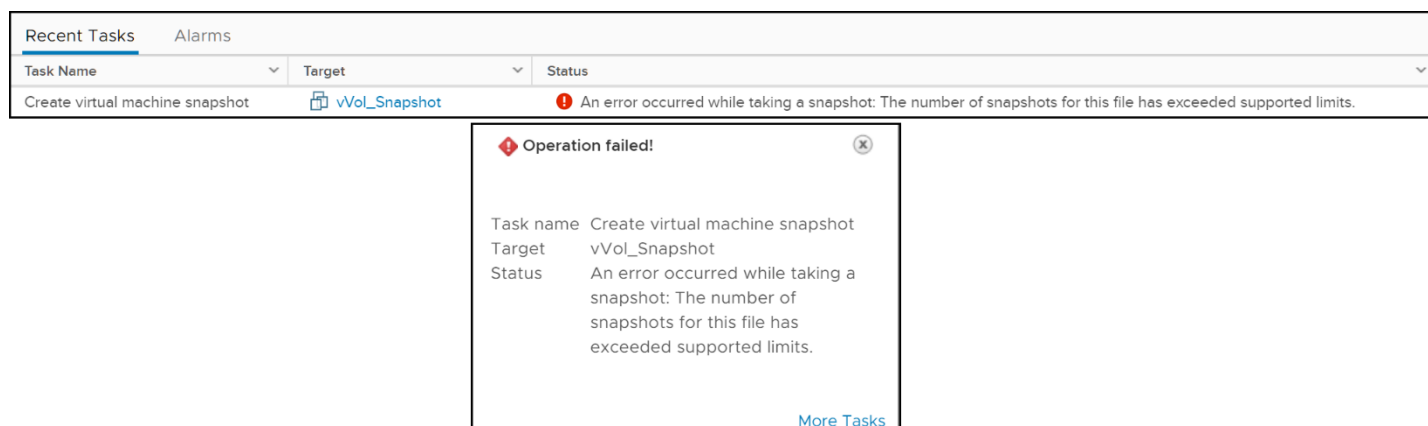 Recent Tasks Alarms
Task Name Target Status
Create virtual machine snapshot vVol_Snapshot An error occurred while taking a snapshot: The number of snapshots for this file has exceeded supported limits.
Operation failed!
Task name Create virtual machine snapshot
Target vVol_Snapshot
Status An error occurred while taking a
snapshot: The number of
snapshots for this file has
exceeded supported limits.
More Tasks